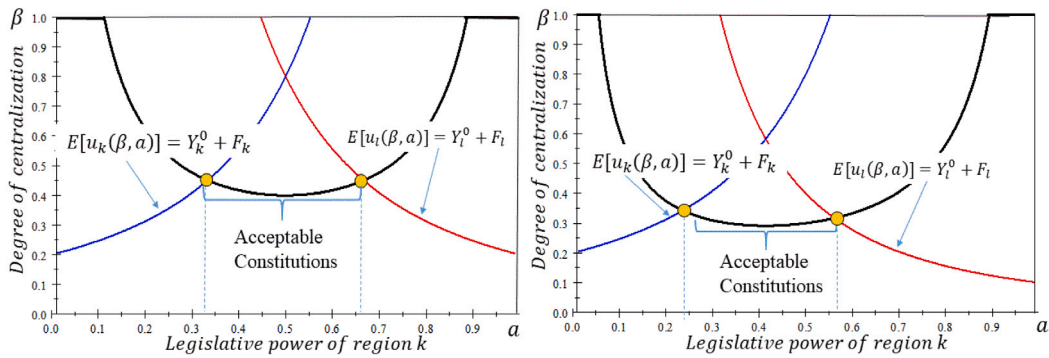 β
Degree of centralization
1.0
0.9
0.8
0.7
0.6
0.5
0.4
0.3
0.2
0.1
0.0
E[u_k(β, a)] = Y_k^0 + F_k
E[u_l(β, a)] = Y_l^0 + F_l
Acceptable
Constitutions
0.0 0.1 0.2 0.3 0.4 0.5 0.6 0.7 0.8 0.9 a
Legislative power of region k
β
Degree of centralization
1.0
0.9
0.8
0.7
0.6
0.5
0.4
0.3
0.2
0.1
0.0
E[u_k(β, a)] = Y_k^0 + F_k
E[u_l(β, a)] = Y_l^0 + F_l
Acceptable
Constitutions
0.0 0.1 0.2 0.3 0.4 0.5 0.6 0.7 0.8 0.9 a
Legislative power of region k